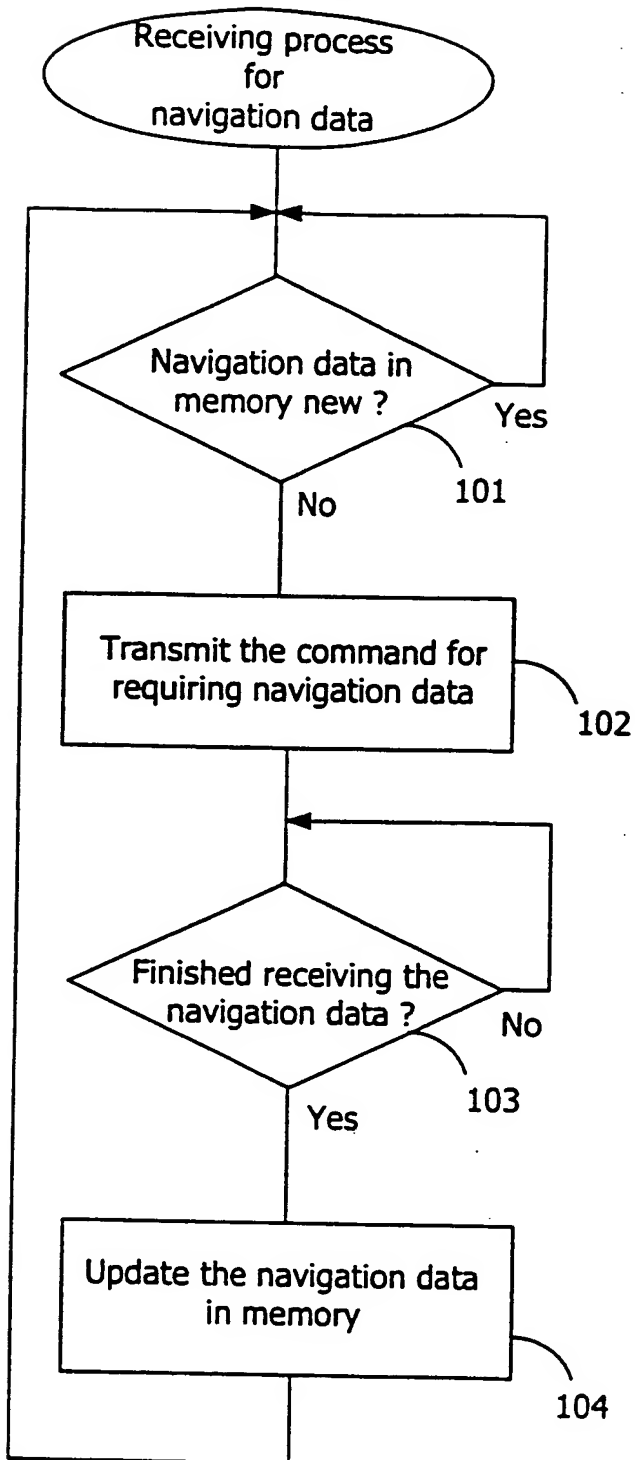 Receiving process
for
navigation data
Navigation data in
memory new ?
Yes
101
No
Transmit the command for
requiring navigation data
102
Finished receiving the
navigation data ?
No
103
Yes
Update the navigation data
in memory
104